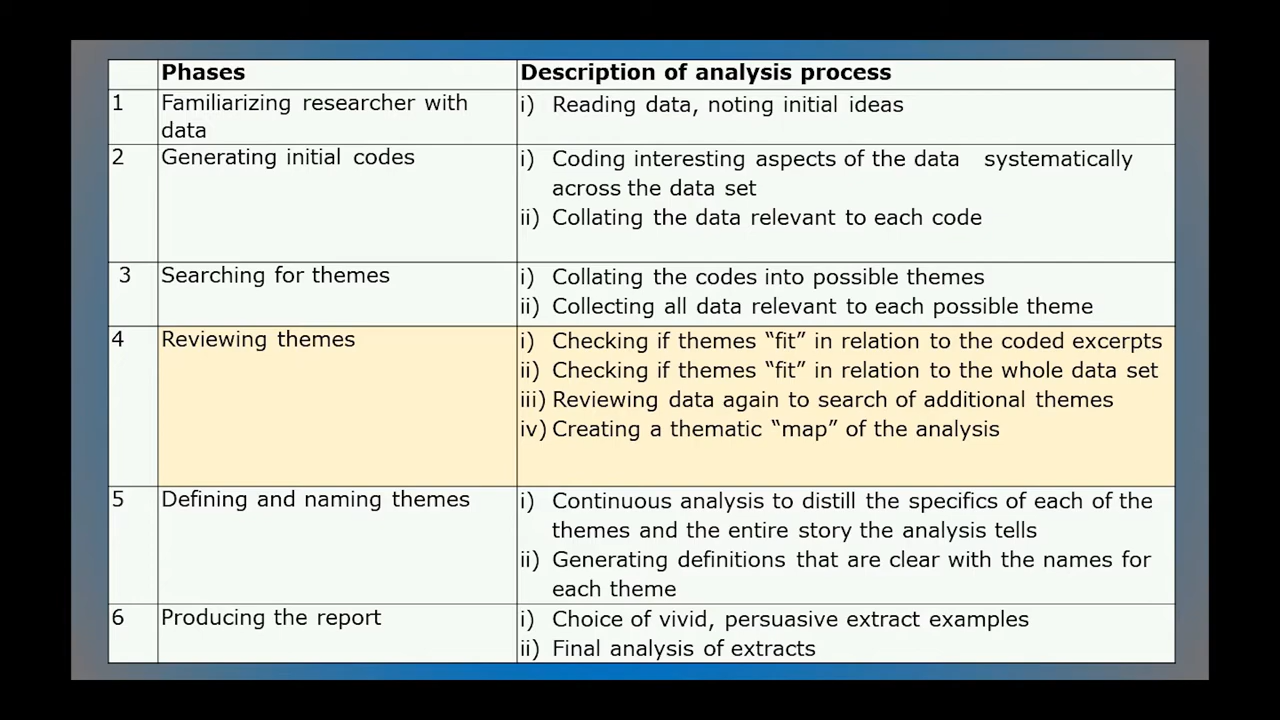 Phases Description of analysis process
1 Familiarizing researcher with i) Reading data, noting initial ideas
data
2 Generating initial codes i) Coding interesting aspects of the data systematically
across the data set
ii) Collating the data relevant to each code
3 Searching for themes i) Collating the codes into possible themes
ii) Collecting all data relevant to each possible theme
4 Reviewing themes i) Checking if themes “fit” in relation to the coded excerpts
ii) Checking if themes “fit” in relation to the whole data set
iii) Reviewing data again to search of additional themes
iv) Creating a thematic “map” of the analysis
5 Defining and naming themes i) Continuous analysis to distill the specifics of each of the
themes and the entire story the analysis tells
ii) Generating definitions that are clear with the names for
each theme
6 Producing the report i) Choice of vivid, persuasive extract examples
ii) Final analysis of extracts